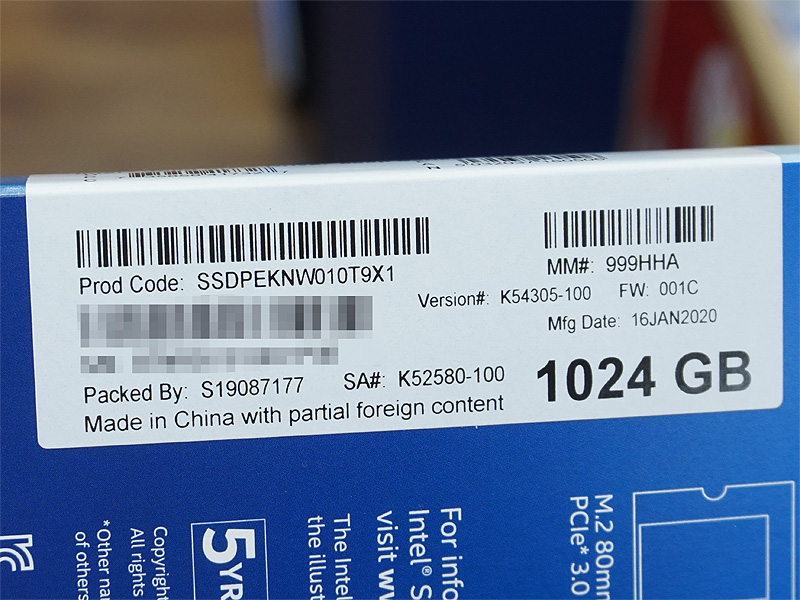 Prod Code: SSDPEKNW010T9X1
MM#: 999HHA
Version#: K54305-100 FW: 001C
Mfg Date: 16JAN2020
Packed By: S19087177 SA#: K52580-100
1024 GB
Made in China with partial foreign content
M.2 80mm
PCIe* 3.0
For info
Intel® S
visit w
The Intel
the illust
5YR
Copyright
All rights
*Other na
of others